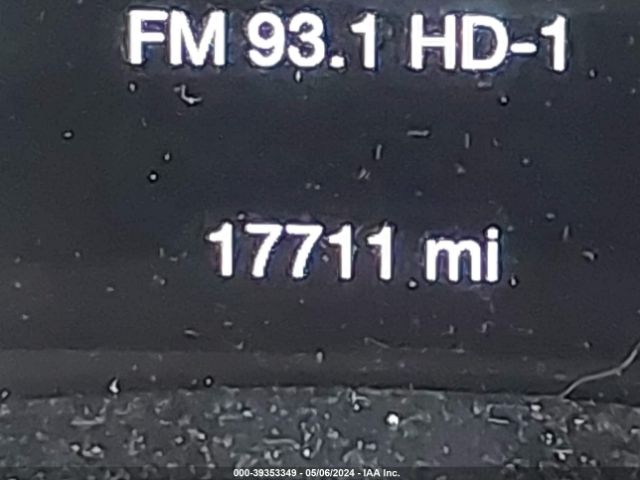 FM 93.1 HD-1
17711 mi
000-39353349 - 05/06/2024 - IAA Inc.